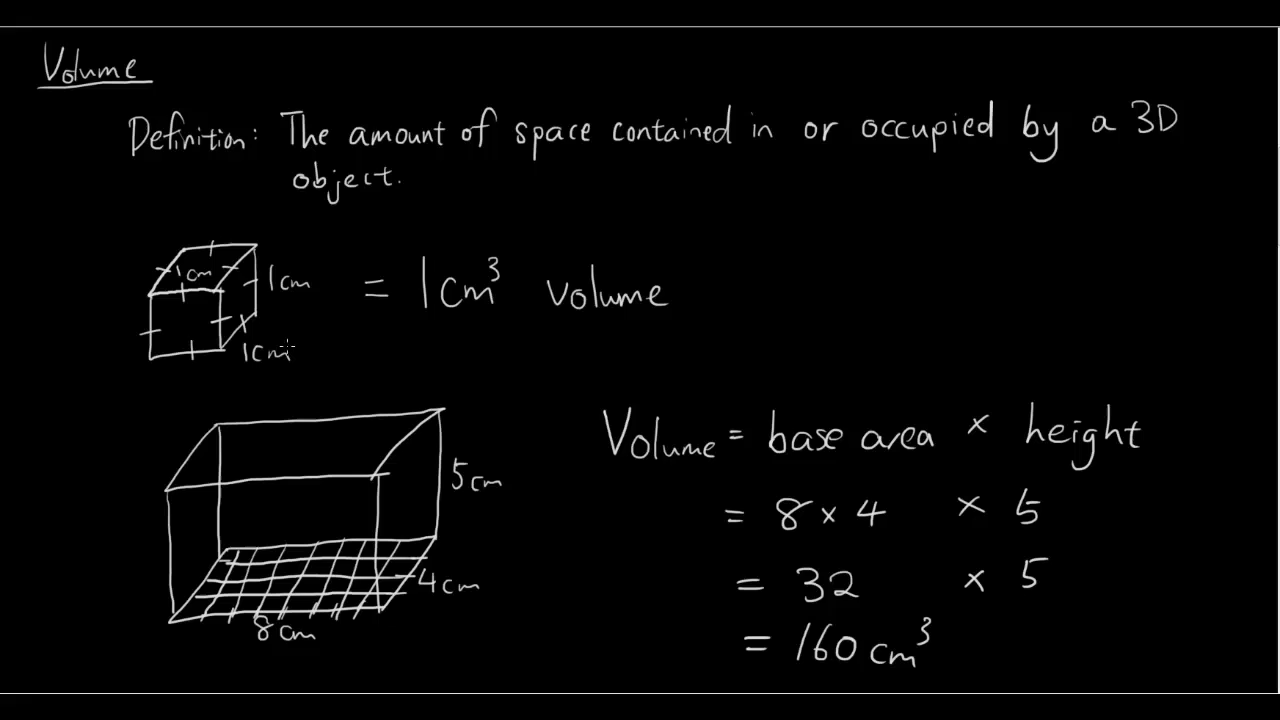 Volume
Definition: The amount of space contained in or occupied by a 3D
object.
1cm
1cm
1cm
= 1cm³ volume
5cm
4cm
8cm
Volume = base area × height
= 8 × 4 × 5
= 32 × 5
= 160 cm³